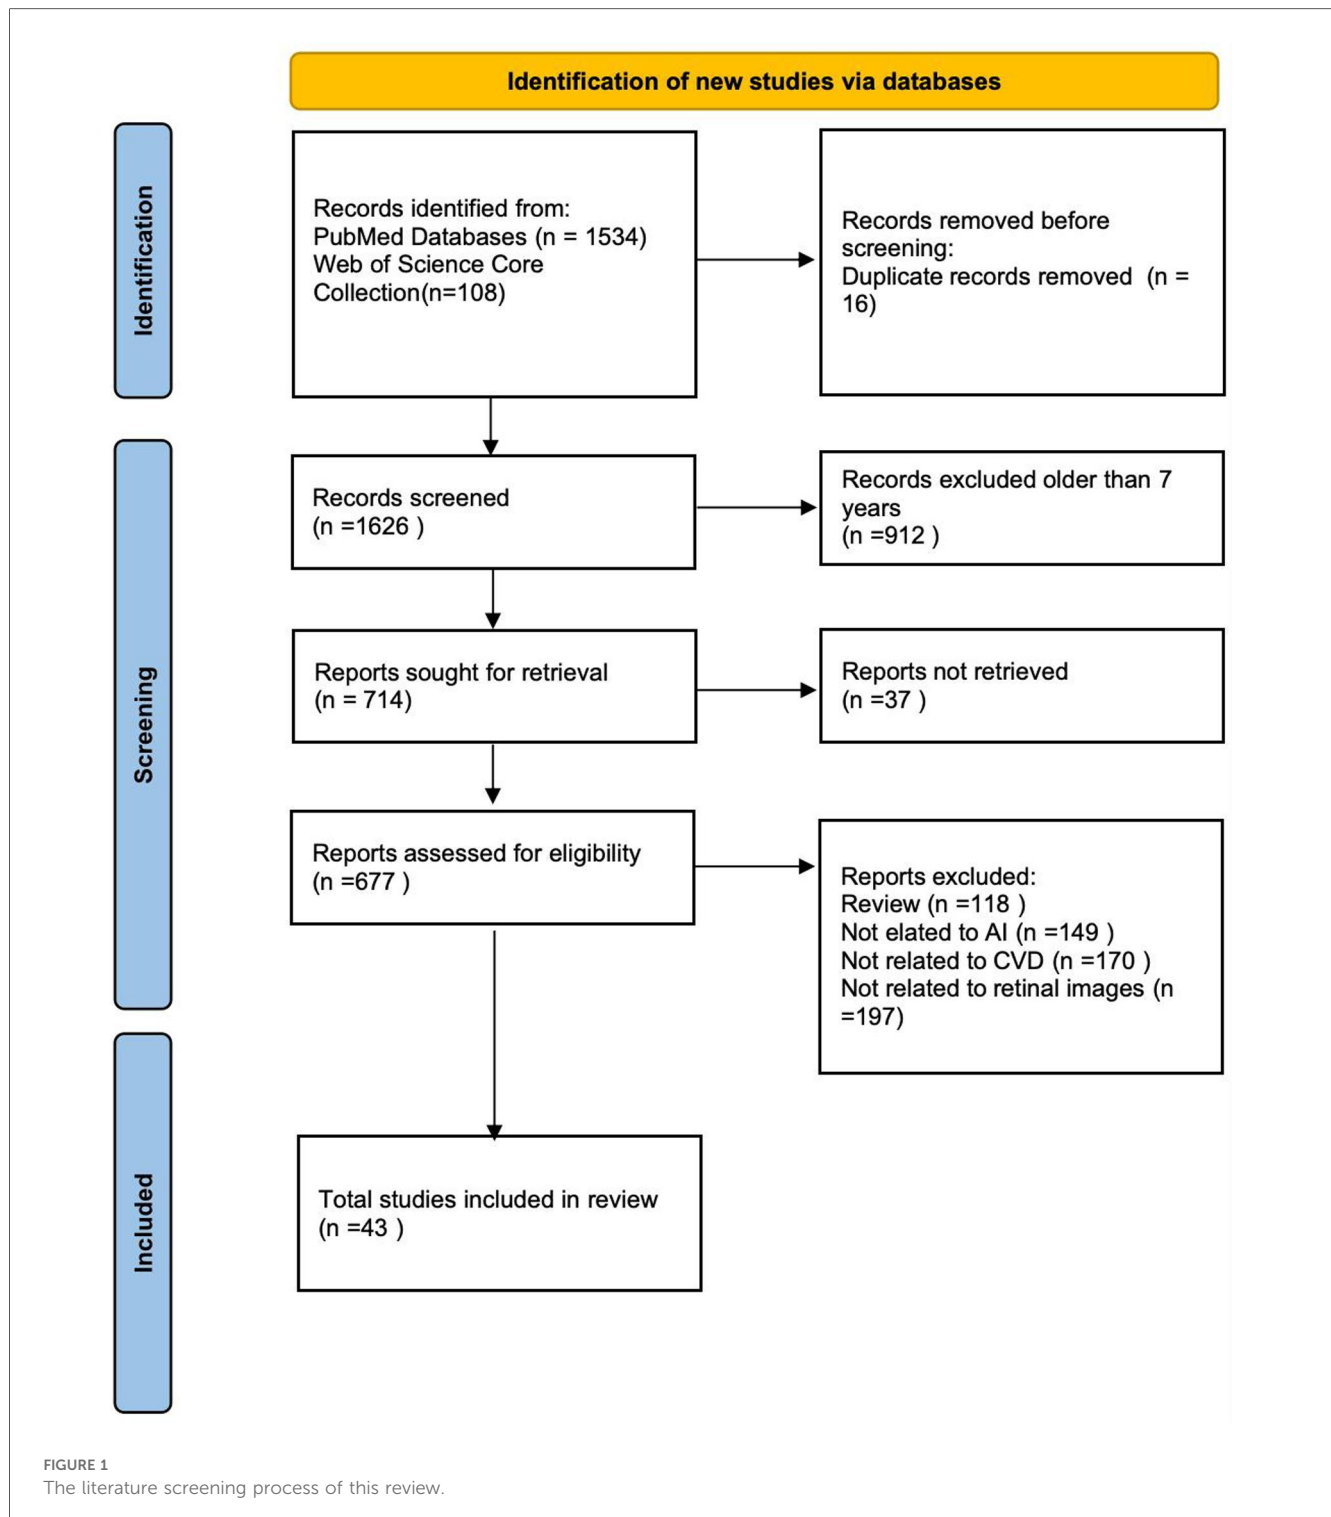 Identification of new studies via databases
Identification
Records identified from:
PubMed Databases (n = 1534)
Web of Science Core
Collection(n=108)
Records removed before
screening:
Duplicate records removed  (n =
16)
Screening
Records screened
(n =1626 )
Records excluded older than 7
years
(n =912 )
Reports sought for retrieval
(n = 714)
Reports not retrieved
(n =37 )
Reports assessed for eligibility
(n =677 )
Reports excluded:
Review (n =118 )
Not elated to AI (n =149 )
Not related to CVD (n =170 )
Not related to retinal images (n
=197)
Included
Total studies included in review
(n =43 )
FIGURE 1
The literature screening process of this review.